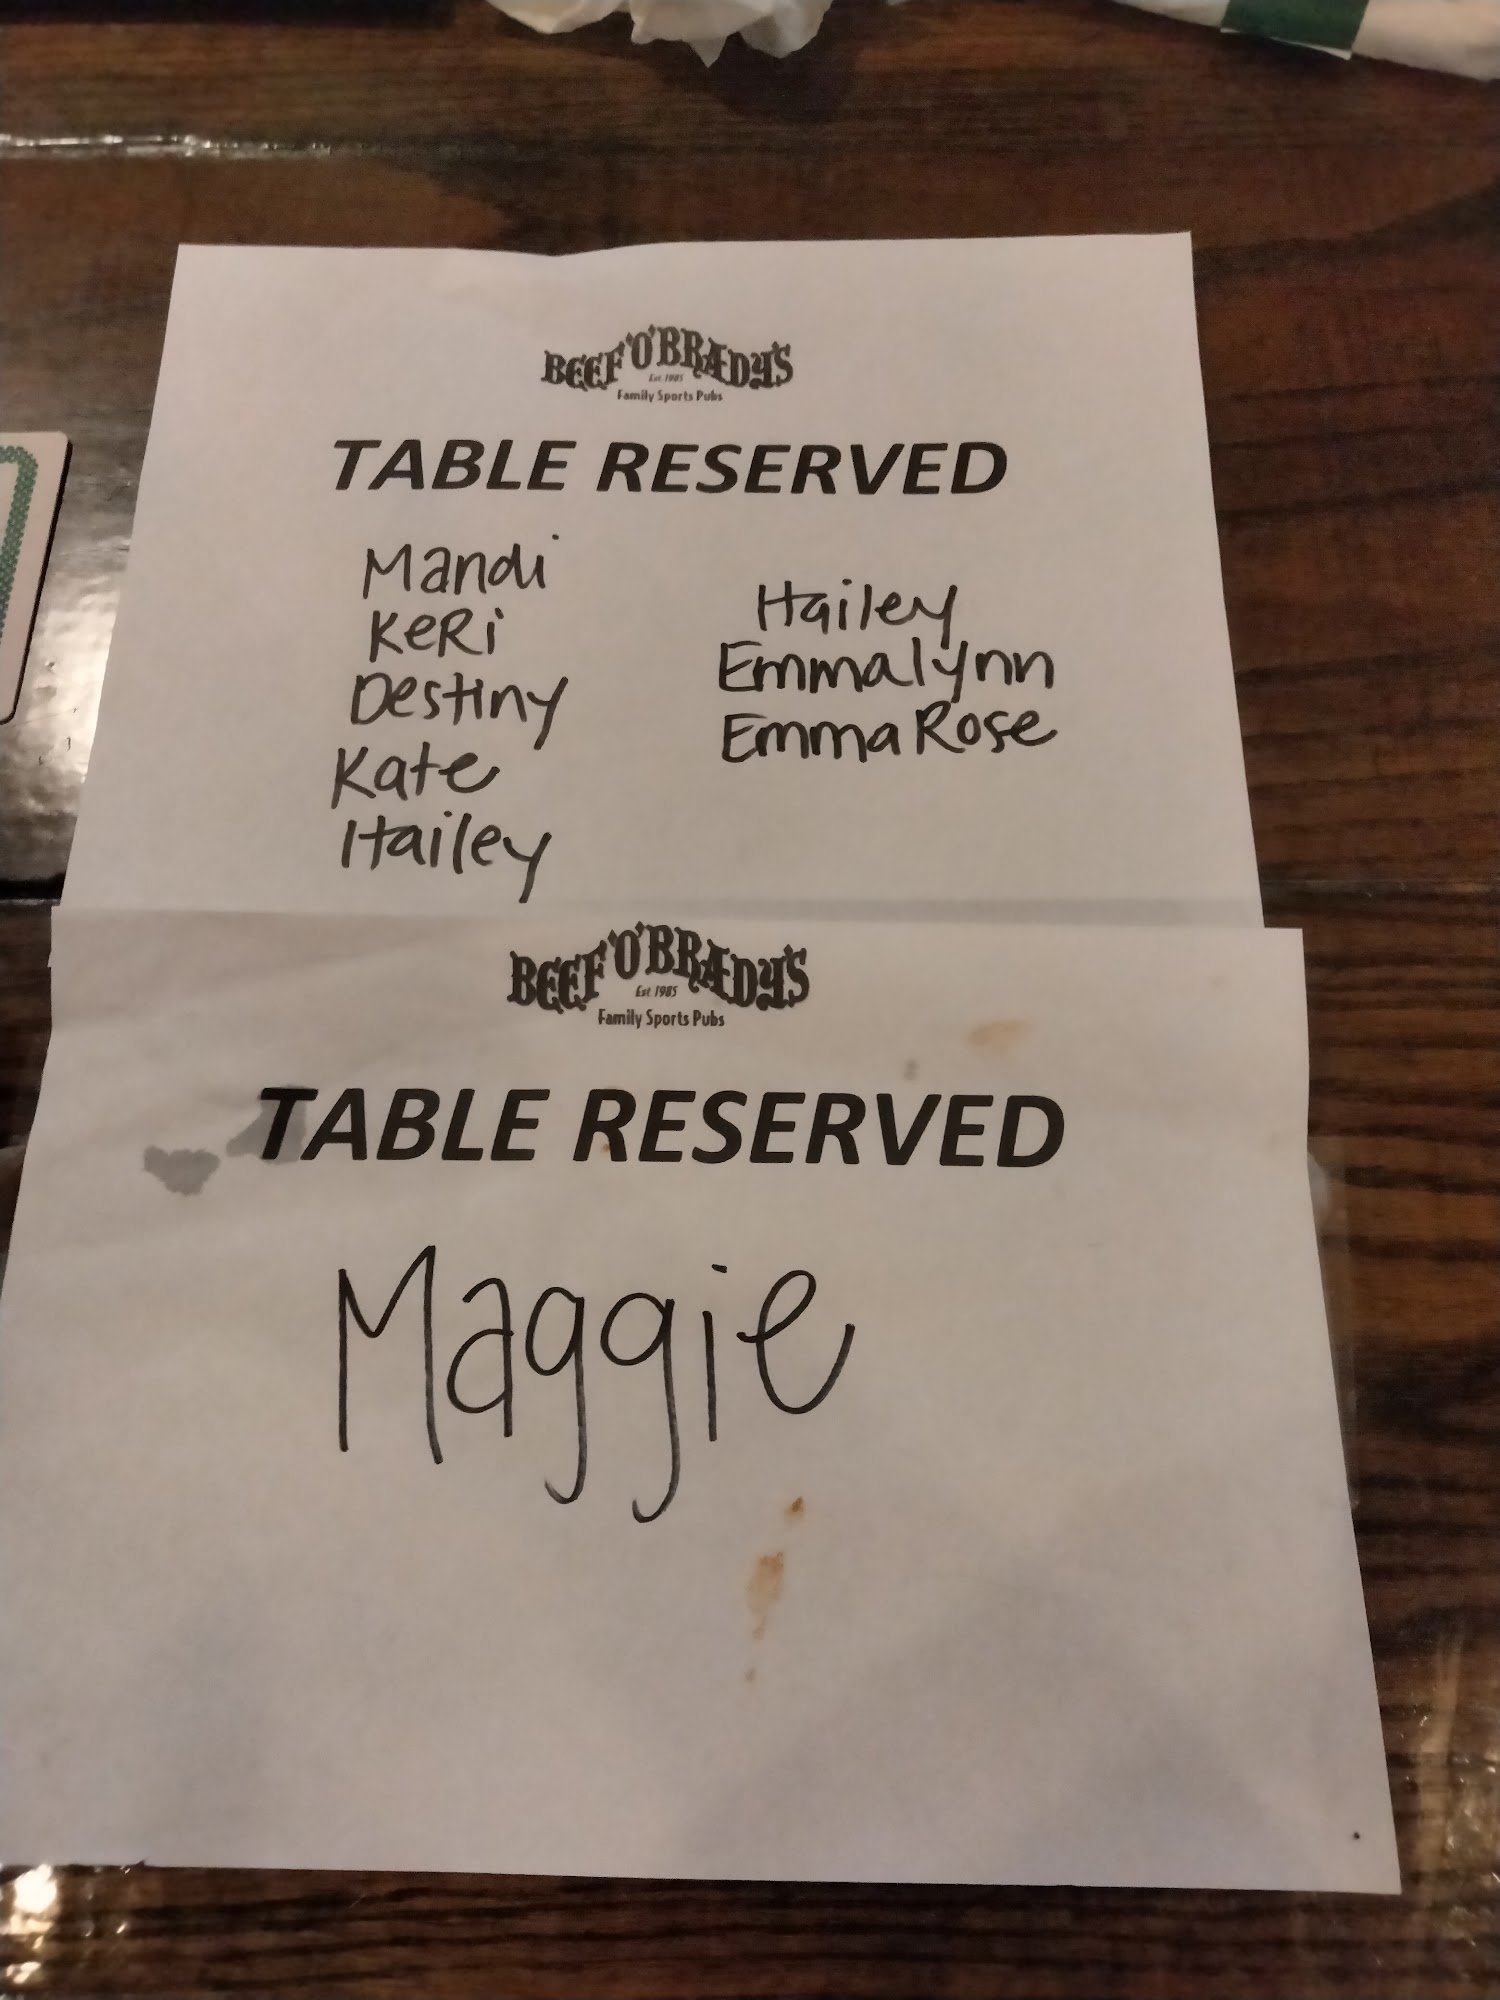 BEEF 'O' BRADY'S
Est. 1985
Family Sports Pubs
TABLE RESERVED
Mandi
KeRi
Destiny
Kate
Hailey
Hailey
Emmalynn
Emma Rose
BEEF 'O' BRADY'S
Est. 1985
Family Sports Pubs
TABLE RESERVED
Maggie